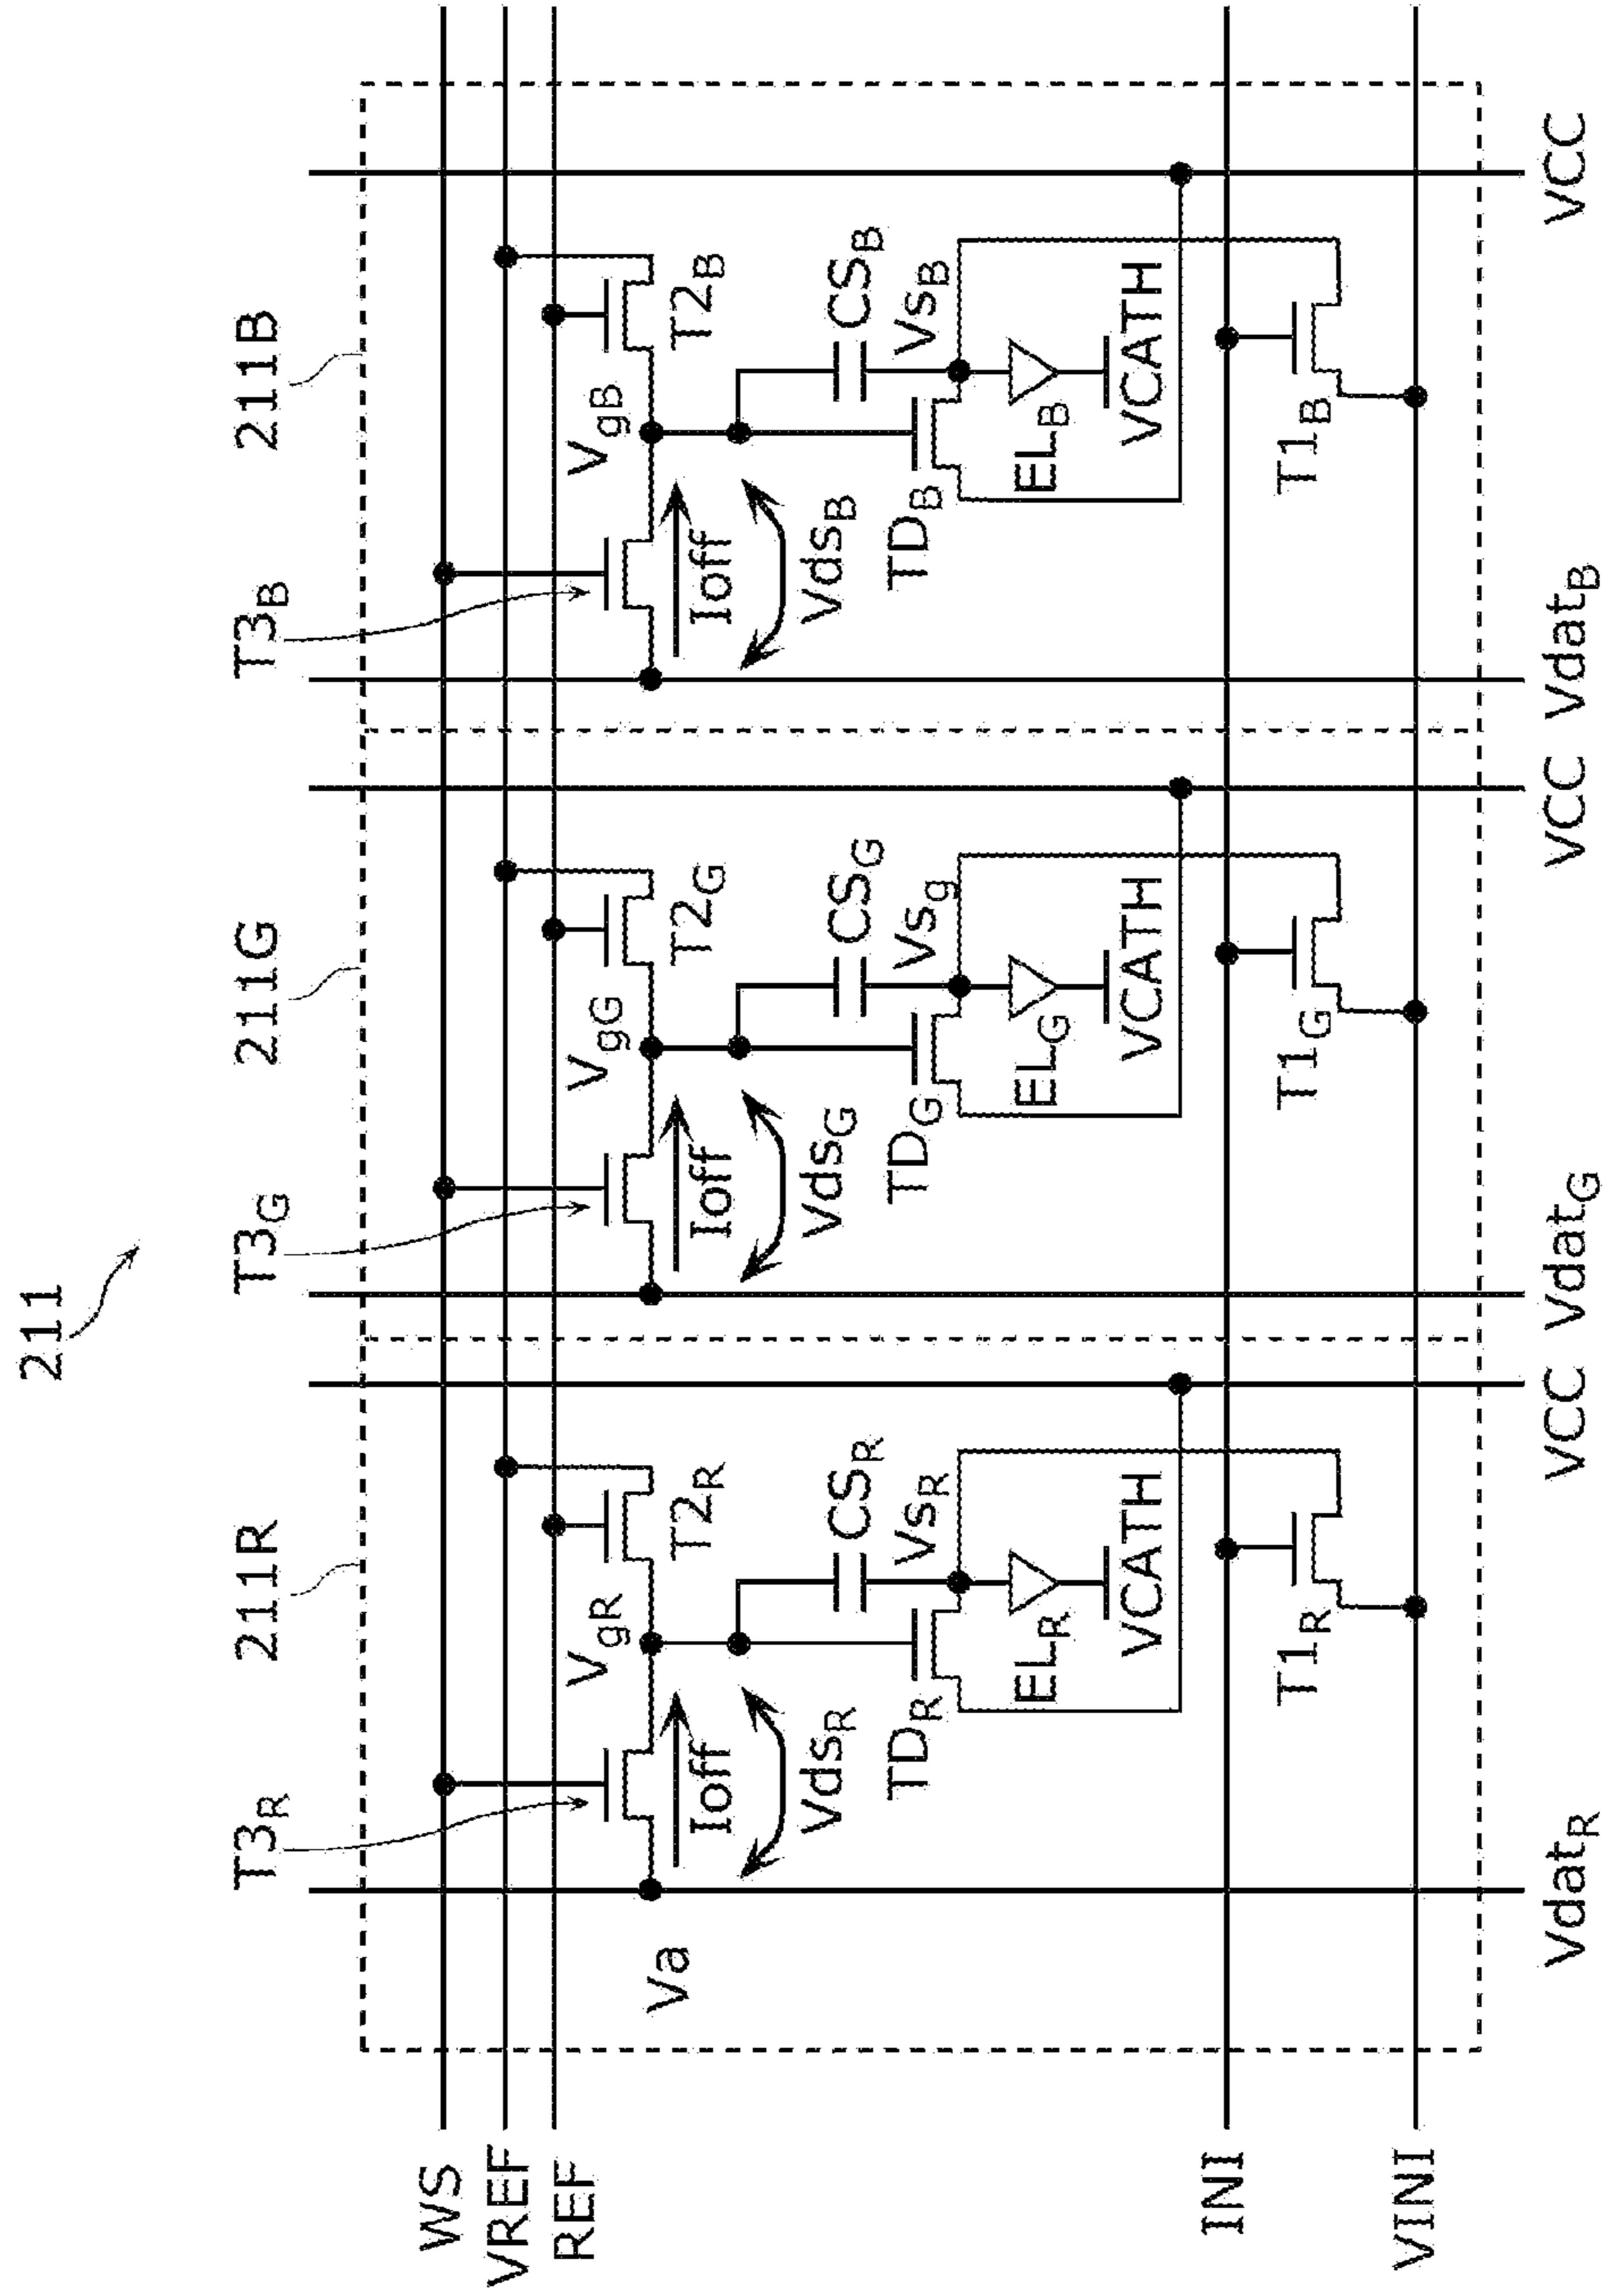 211
211R
211G
211B
T3R
T3G
T3B
WS
VREF
REF
VgR
VgG
VgB
T2R
T2G
T2B
Va
Ioff
Ioff
Ioff
VdsR
VdsG
VdsB
CSR
CSG
CSB
VsR
Vsg
VsB
TDR
TDG
TDB
ELR
ELG
ELB
VCATH
VCATH
VCATH
INI
T1R
T1G
T1B
VINI
VdatR
VCC
VdatG
VCC
VdatB
VCC